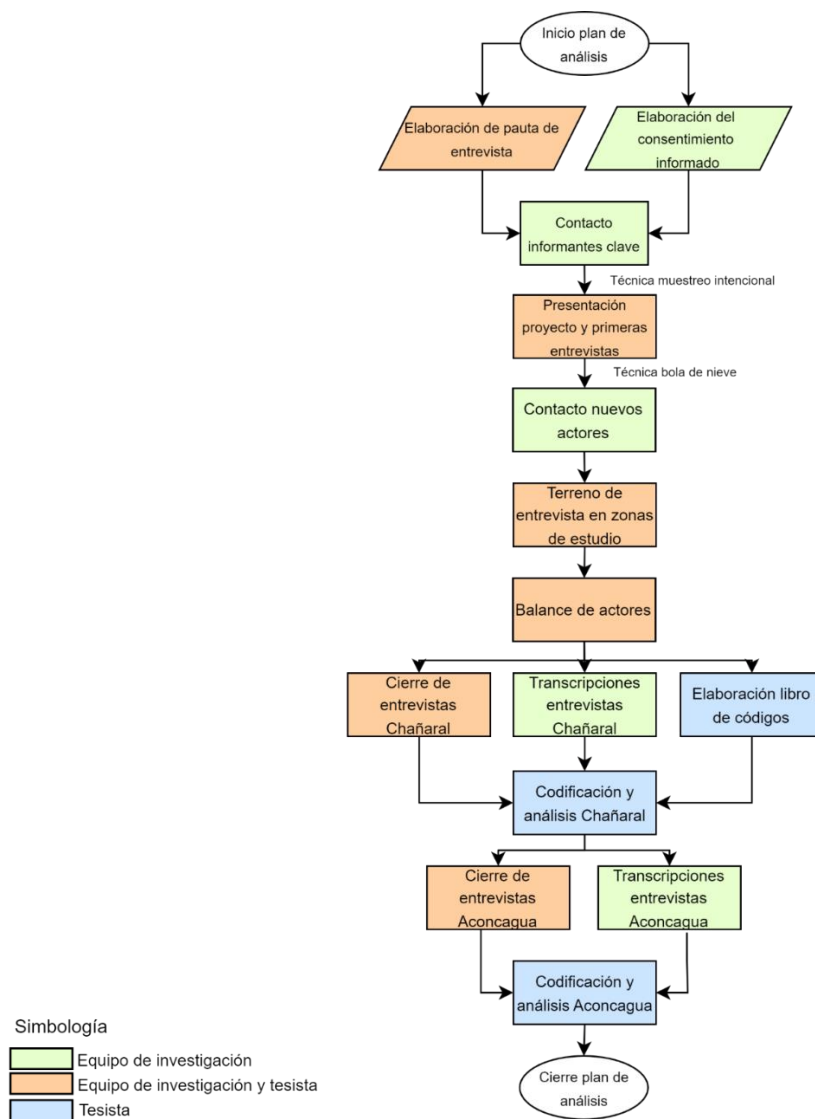 Inicio plan de
análisis
Elaboración de pauta de
entrevista
Elaboración del
consentimiento
informado
Contacto
informantes clave
Técnica muestreo intencional
Presentación
proyecto y primeras
entrevistas
Técnica bola de nieve
Contacto nuevos
actores
Terreno de
entrevista en zonas
de estudio
Balance de actores
Cierre de
entrevistas
Chañaral
Transcripciones
entrevistas
Chañaral
Elaboración libro
de códigos
Codificación y
análisis Chañaral
Cierre de
entrevistas
Aconcagua
Transcripciones
entrevistas
Aconcagua
Codificación y
análisis Aconcagua
Cierre plan de
análisis
Simbología
Equipo de investigación
Equipo de investigación y tesista
Tesista